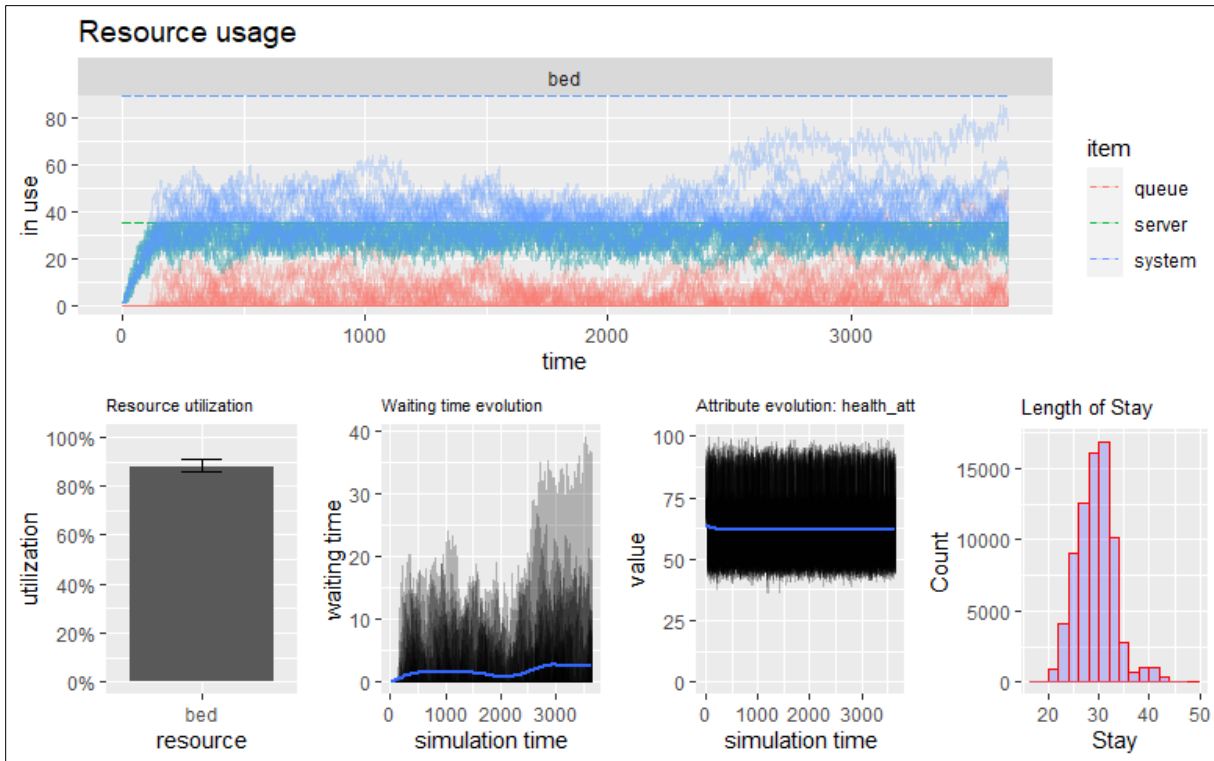 Resource usage
bed
80
60
40
20
0
in use
0
1000
2000
3000
time
item
queue
server
system
Resource utilization
100%
80%
60%
40%
20%
0%
utilization
bed
resource
Waiting time evolution
40
30
20
10
0
waiting time
0
1000
2000
3000
simulation time
Attribute evolution: health_att
100
75
50
25
0
value
0
1000
2000
3000
simulation time
Length of Stay
15000
10000
5000
0
Count
20
30
40
50
Stay